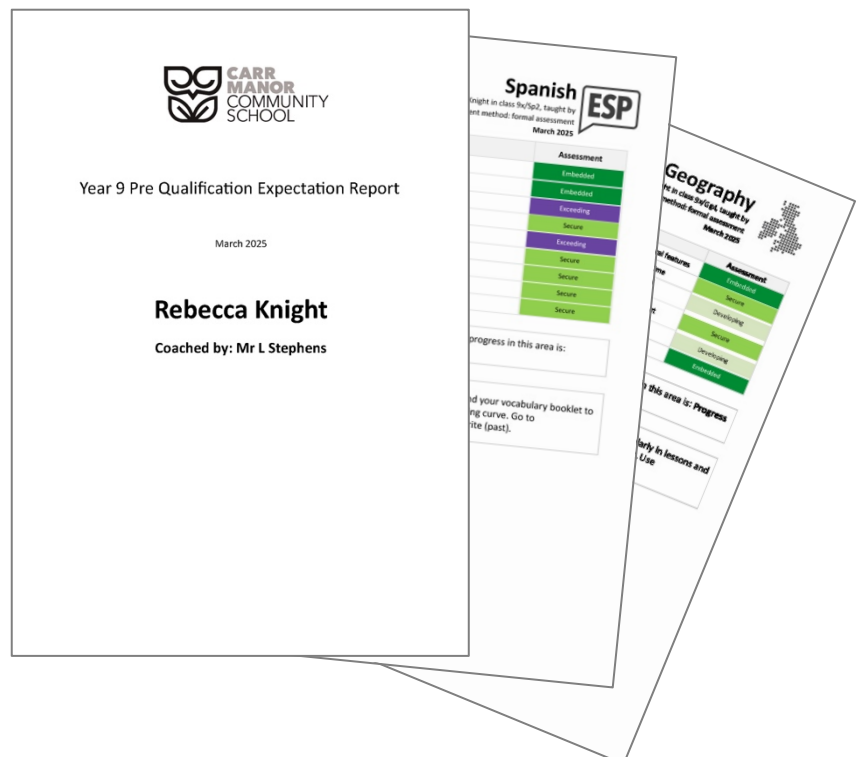 CARR
MANOR
COMMUNITY
SCHOOL
Year 9 Pre Qualification Expectation Report
March 2025
Rebecca Knight
Coached by: Mr L Stephens
Spanish
ESP
Knight in class 9x/Sp2, taught by
ent method: formal assessment
March 2025
Assessment
Embedded
Embedded
Exceeding
Secure
Exceeding
Secure
Secure
Secure
Secure
progress in this area is:
nd your vocabulary booklet to
ng curve. Go to
ite (past).
Geography
ht in class 9x/Gg4, taught by
method: formal assessment
March 2025
Assessment
al features
Embedded
me
Secure
Developing
Secure
Developing
Embedded
this area is: Progress
larly in lessons and
Use